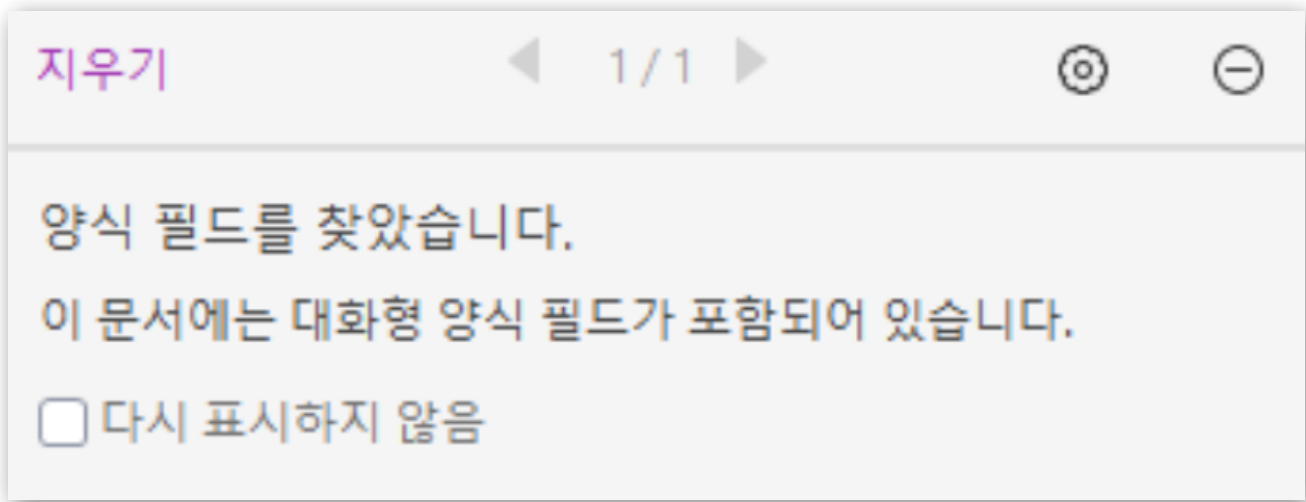 지우기 1 / 1
양식 필드를 찾았습니다.
이 문서에는 대화형 양식 필드가 포함되어 있습니다.
다시 표시하지 않음